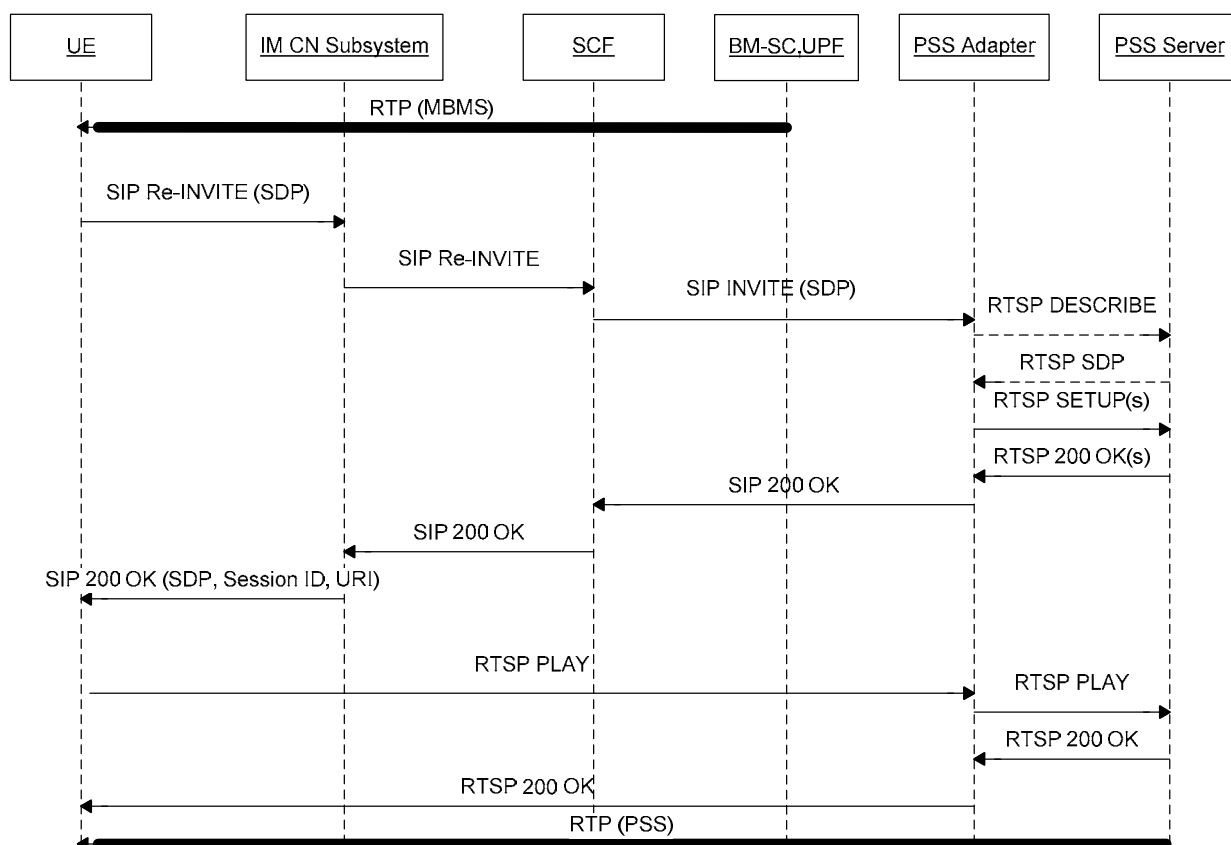 UE
IM CN Subsystem
SCF
BM-SC,UPF
PSS Adapter
PSS Server
RTP (MBMS)
SIP Re-INVITE (SDP)
SIP Re-INVITE
SIP INVITE (SDP)
RTSP DESCRIBE
RTSP SDP
RTSP SETUP(s)
RTSP 200 OK(s)
SIP 200 OK
SIP 200 OK
SIP 200 OK (SDP, Session ID, URI)
RTSP PLAY
RTSP PLAY
RTSP 200 OK
RTSP 200 OK
RTP (PSS)